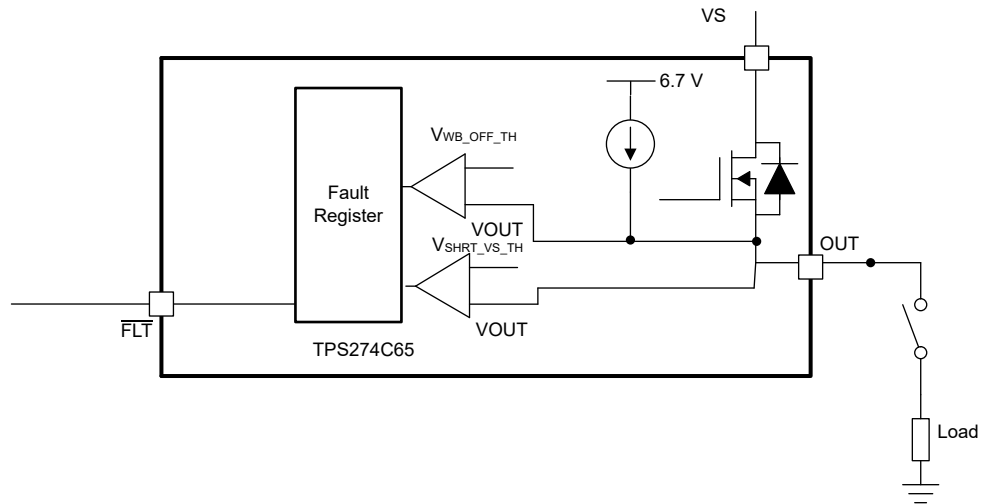 VS
6.7 V
VWB_OFF_TH
Fault
Register
VOUT
VSHRT_VS_TH
OUT
VOUT
FLT
TPS274C65
Load